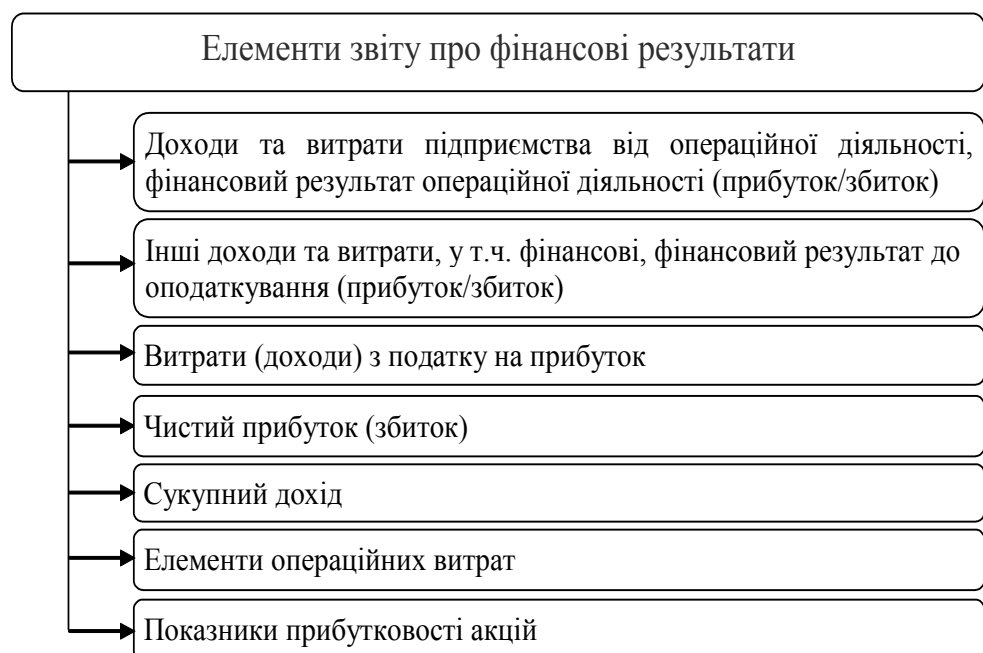 Елементи звіту про фінансові результати
Доходи та витрати підприємства від операційної діяльності,
фінансовий результат операційної діяльності (прибуток/збиток)
Інші доходи та витрати, у т.ч. фінансові, фінансовий результат до
оподаткування (прибуток/збиток)
Витрати (доходи) з податку на прибуток
Чистий прибуток (збиток)
Сукупний дохід
Елементи операційних витрат
Показники прибутковості акцій